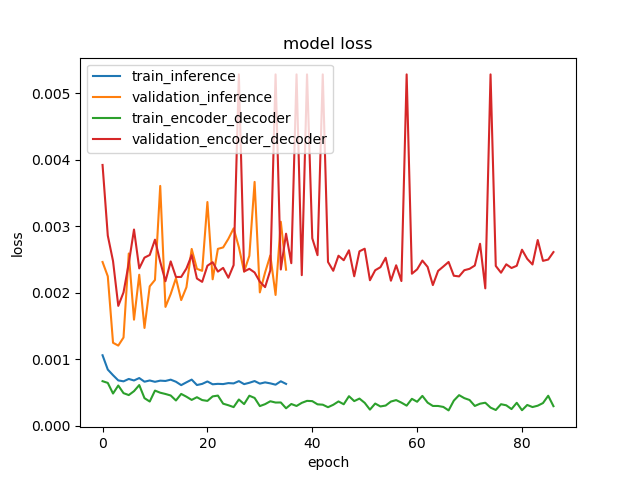 model loss
train_inference
validation_inference
train_encoder_decoder
validation_encoder_decoder
0.005
0.004
0.003
0.002
0.001
0.000
loss
0 20 40 60 80
epoch